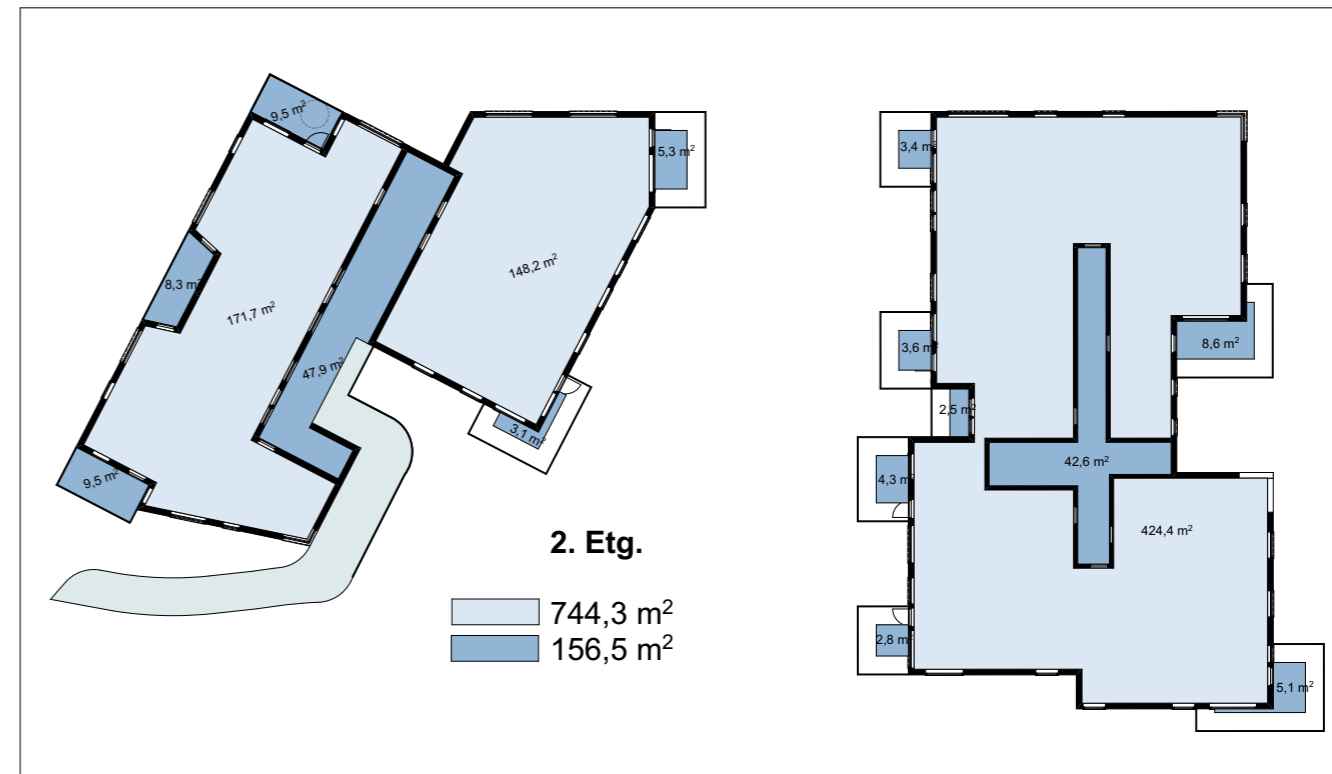 9,5 m²
5,3 m²
3,4 m²
148,2 m²
8,3 m²
171,7 m²
3,6 m²
8,6 m²
47,9 m²
2,5 m²
3,1 m²
42,6 m²
9,5 m²
4,3 m²
424,4 m²
2. Etg.
744,3 m²
156,5 m²
2,8 m²
5,1 m²